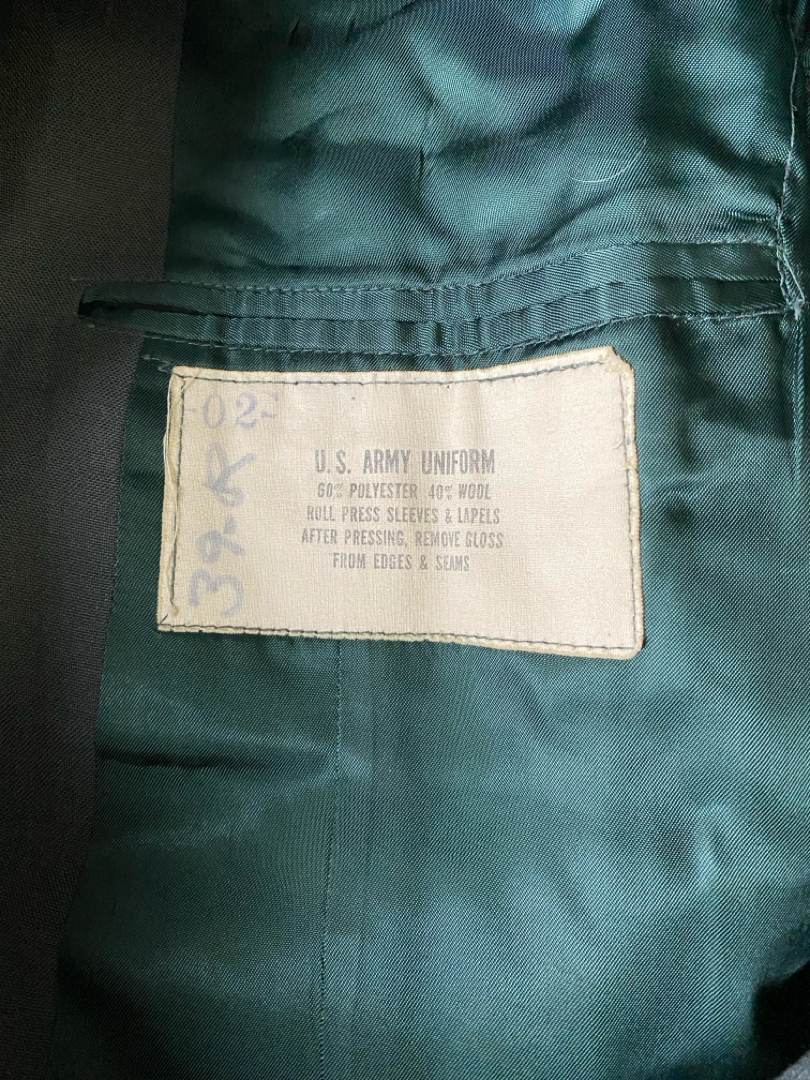 -02-
39-R
U.S. ARMY UNIFORM
60% POLYESTER 40% WOOL
ROLL PRESS SLEEVES & LAPELS
AFTER PRESSING, REMOVE GLOSS
FROM EDGES & SEAMS